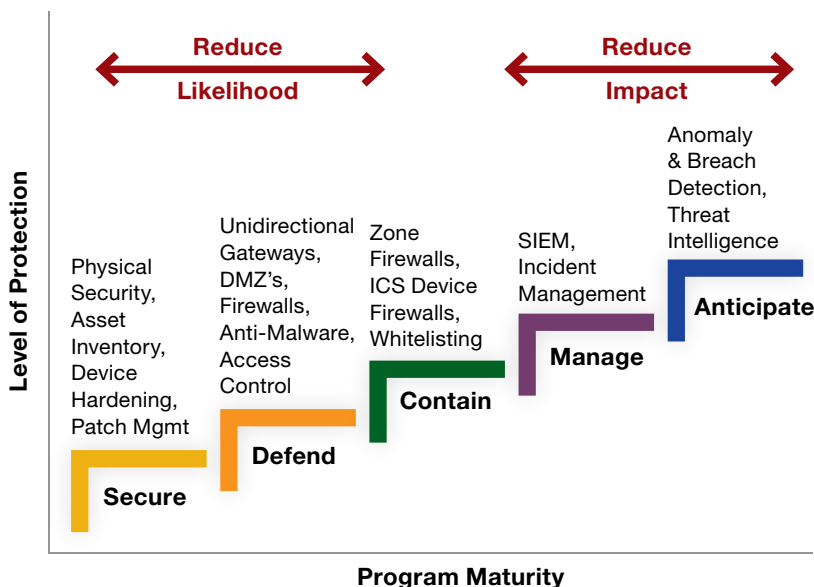 Reduce
Likelihood
Reduce
Impact
Level of Protection
Physical
Security,
Asset
Inventory,
Device
Hardening,
Patch Mgmt
Secure
Unidirectional
Gateways,
DMZ's,
Firewalls,
Anti-Malware,
Access
Control
Defend
Zone
Firewalls,
ICS Device
Firewalls,
Whitelisting
Contain
SIEM,
Incident
Management
Manage
Anomaly
& Breach
Detection,
Threat
Intelligence
Anticipate
Program Maturity